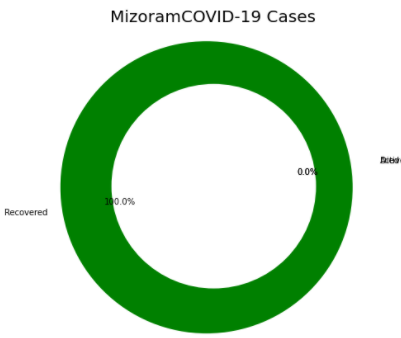 MizoramCOVID-19 Cases
0.0%
100.0%
Recovered